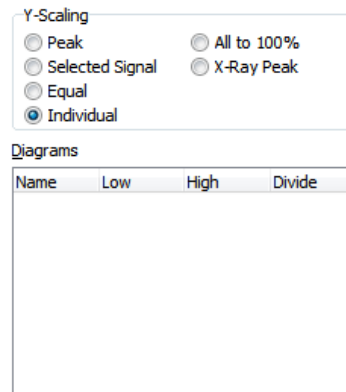 Y-Scaling
Peak All to 100%
Selected Signal X-Ray Peak
Equal
Individual
Diagrams
Name Low High Divide